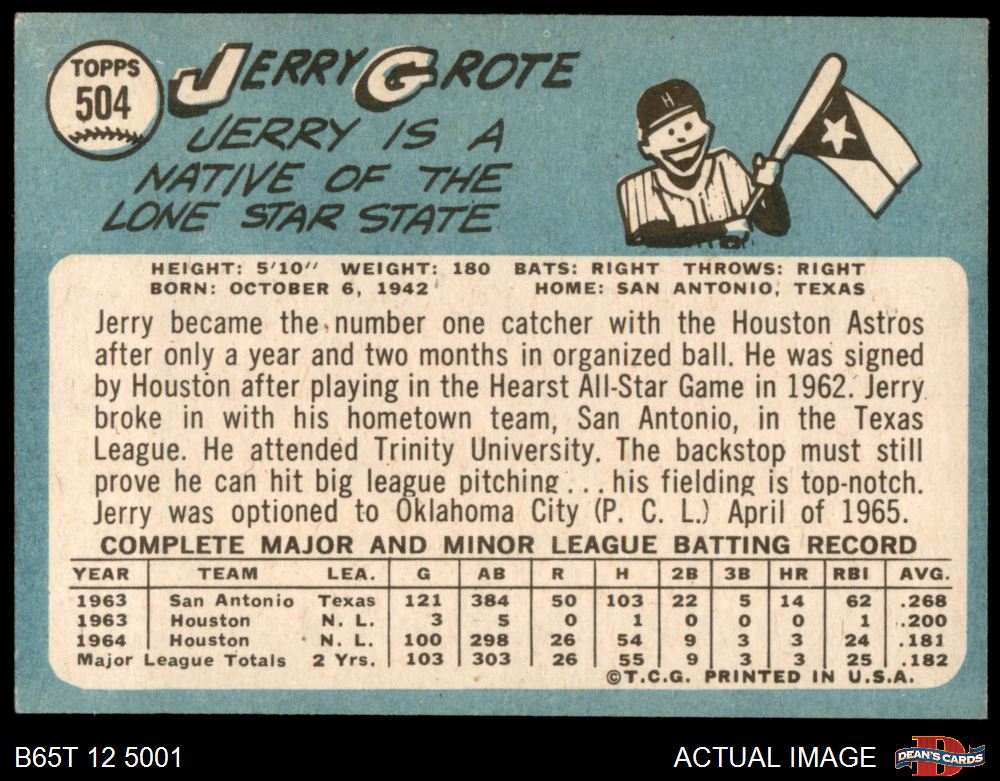 TOPPS
504
JERRY GROTE
JERRY IS A
NATIVE OF THE
LONE STAR STATE
H
HEIGHT: 5'10" WEIGHT: 180 BATS: RIGHT THROWS: RIGHT
BORN: OCTOBER 6, 1942 HOME: SAN ANTONIO, TEXAS
Jerry became the number one catcher with the Houston Astros
after only a year and two months in organized ball. He was signed
by Houston after playing in the Hearst All-Star Game in 1962. Jerry
broke in with his hometown team, San Antonio, in the Texas
League. He attended Trinity University. The backstop must still
prove he can hit big league pitching . . . his fielding is top-notch.
Jerry was optioned to Oklahoma City (P. C. L.) April of 1965.
COMPLETE MAJOR AND MINOR LEAGUE BATTING RECORD
YEAR TEAM LEA. G AB R H 2B 3B HR RBI AVG.
1963 San Antonio Texas 121 384 50 103 22 5 14 62 .268
1963 Houston N. L. 3 5 0 1 0 0 0 1 .200
1964 Houston N. L. 100 298 26 54 9 3 3 24 .181
Major League Totals 2 Yrs. 103 303 26 55 9 3 3 25 .182
©T.C.G. PRINTED IN U.S.A.
B65T 12 5001 ACTUAL IMAGE DEAN'S CARDS